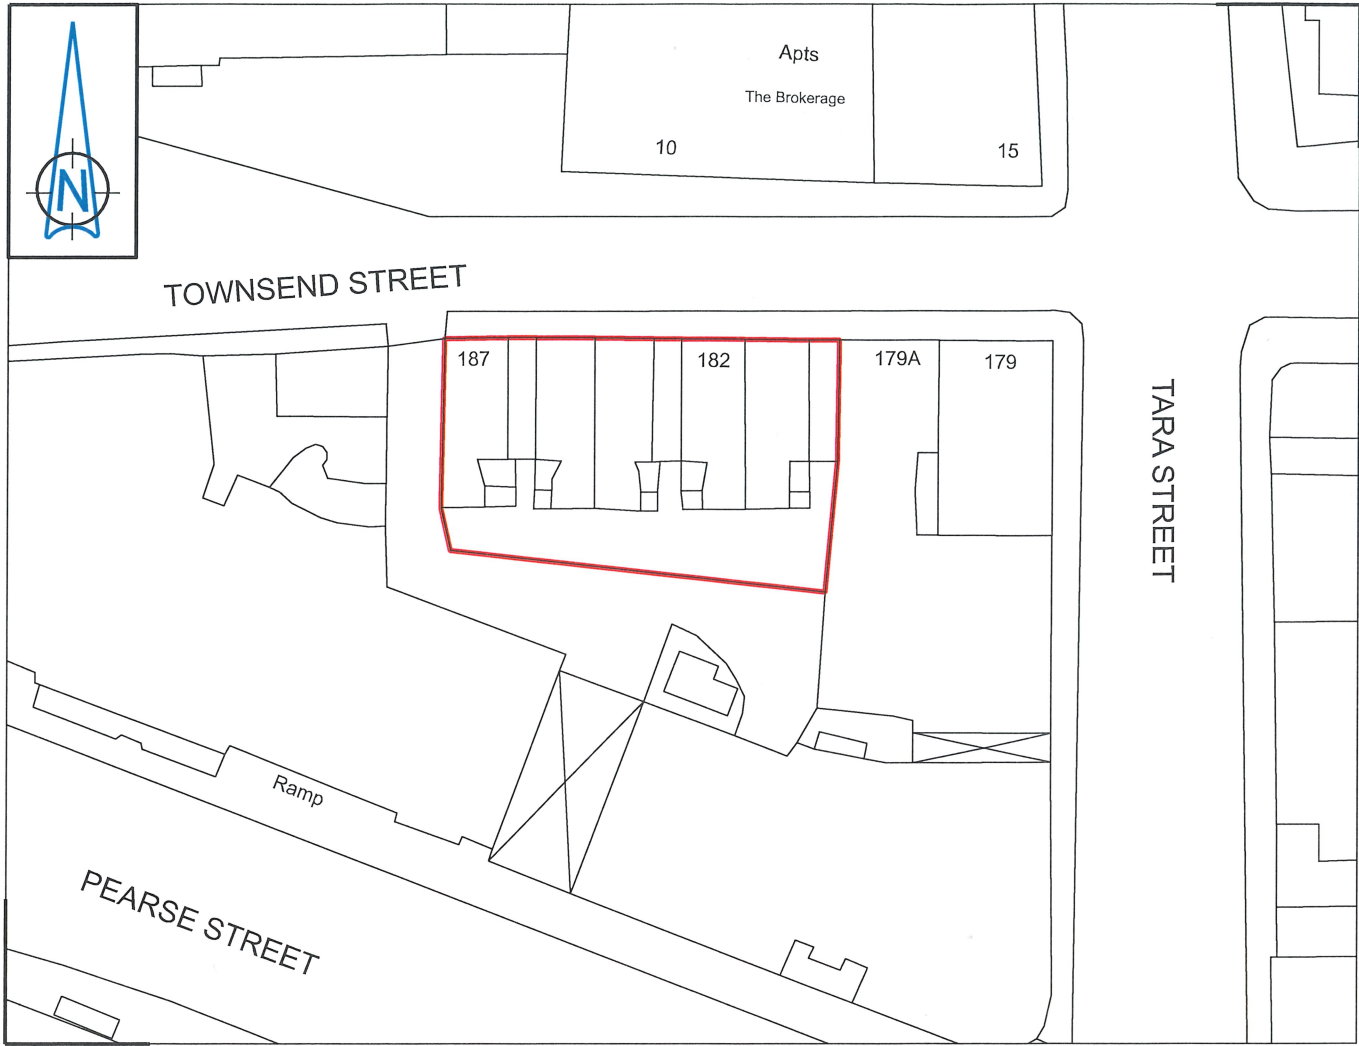 N
Apts
The Brokerage
10
15
TOWNSEND STREET
187
182
179A
179
TARA STREET
Ramp
PEARSE STREET